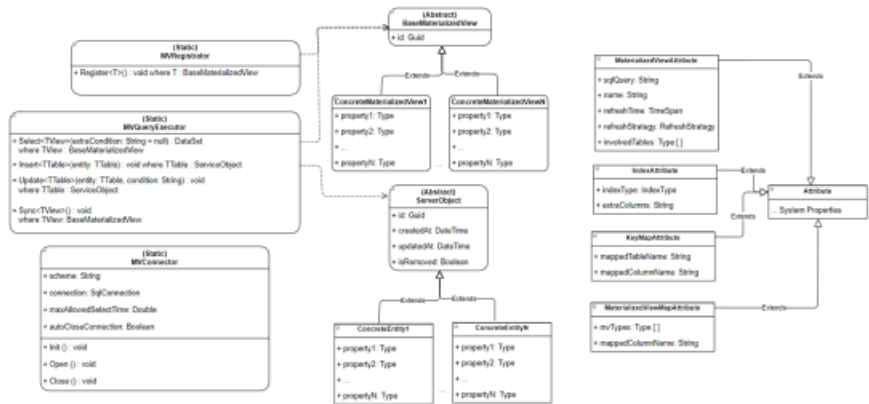 (Abstract)
BaseMaterializedView
+ id: Guid
(Static)
MVRegistrator
+ Register<T>() : void where T : BaseMaterializedView
Extends
Extends
ConcreteMaterializedView1
+ property1: Type
+ property2: Type
+ ...
+ propertyN: Type
...
ConcreteMaterializedViewN
+ property1: Type
+ property2: Type
+ ...
+ propertyN: Type
(Static)
MVQueryExecutor
+ Select<TView>(extraCondition: String = null) : DataSet
where TView : BaseMaterializedView
+ Insert<TTable>(entity: TTable) : void where TTable : ServiceObject
+ Update<TTable>(entity: TTable, condition: String) : void
where TTable : ServiceObject
+ Sync<TView>() : void
where TView: BaseMaterializedView
(Abstract)
ServerObject
+ id: Guid
+ createdAt: DateTime
+ updatedAt: DateTime
+ isRemoved: Boolean
(Static)
MVConnector
+ scheme: String
+ connection: SqlConnection
+ maxAllowedSelectTime: Double
+ autoCloseConnection: Boolean
+ Init () : void
+ Open () : void
+ Close () : void
Extends
Extends
ConcreteEntity1
+ property1: Type
+ property2: Type
+ ...
+ propertyN: Type
...
ConcreteEntityN
+ property1: Type
+ property2: Type
+ ...
+ propertyN: Type
MaterializedViewAttribute
+ sqlQuery: String
+ name: String
+ refreshTime: TimeSpan
+ refreshStrategy: RefreshStrategy
+ involvedTables: Type [ ]
Extends
IndexAttribute
+ indexType: IndexType
+ extraColumns: String
Extends
Attribute
... System Properties
KeyMapAttribute
+ mappedTableName: String
+ mappedColumnName: String
Extends
MaterializedViewMapAttribute
+ mvTypes: Type [ ]
+ mappedColumnName: String
Extends